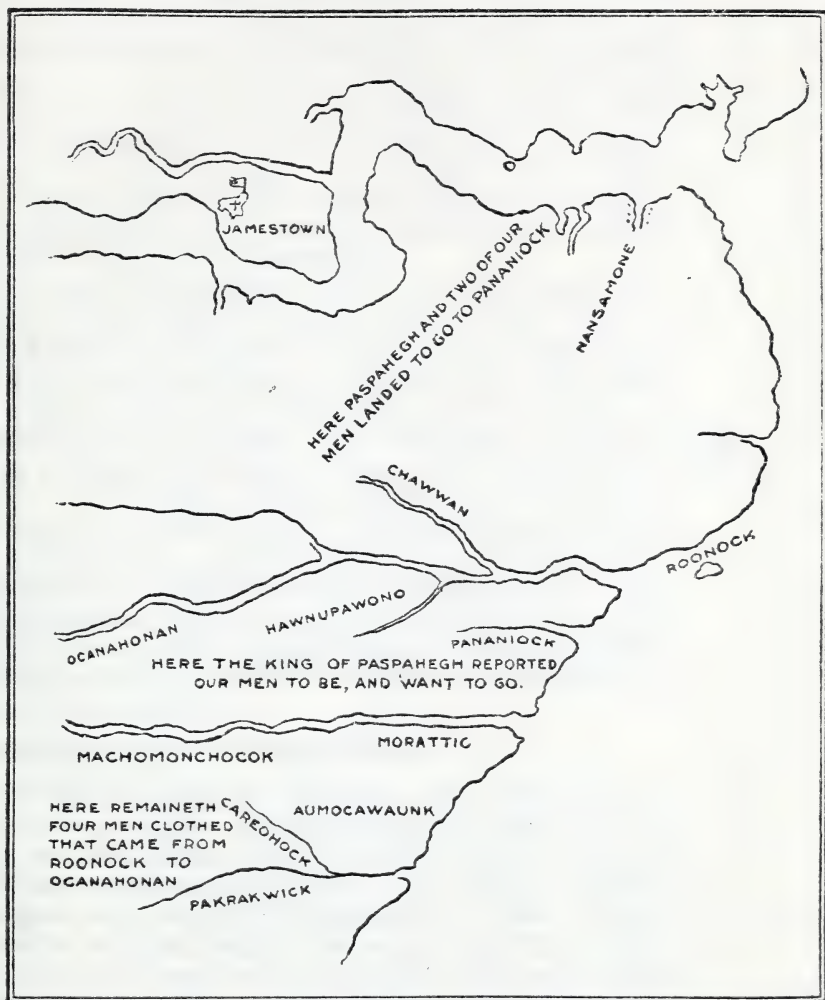 JAMESTOWN
HERE PASPAHEGH AND TWO OF OUR
MEN LANDED TO GO TO PANANIOCK
NANSAMONE
CHAWWAN
ROONOCK
OCANAHONAN
HAWNUPAWONO
PANANIOCK
HERE THE KING OF PASPAHEGH REPORTED
OUR MEN TO BE, AND WANT TO GO.
MACHOMONCHOCOK
MORATTIC
HERE REMAINETH
FOUR MEN CLOTHED
THAT CAME FROM
ROONOCK TO
OCANAHONAN
CAREOHOCK
AUMOCAWAUNK
PAKRAKWICK